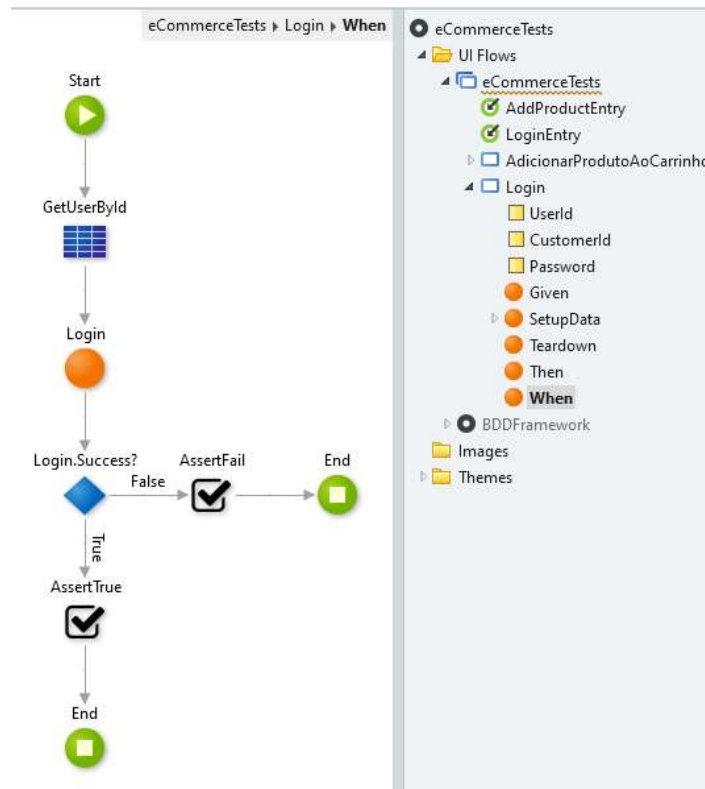 eCommerceTests ▸ Login ▸ When
Start
GetUserById
Login
Login.Success?
False
AssertFail
End
True
AssertTrue
End
eCommerceTests
UI Flows
eCommerceTests
AddProductEntry
LoginEntry
AdicionarProdutoAoCarrinho
Login
UserId
CustomerId
Password
Given
SetupData
Teardown
Then
When
BDDFramework
Images
Themes